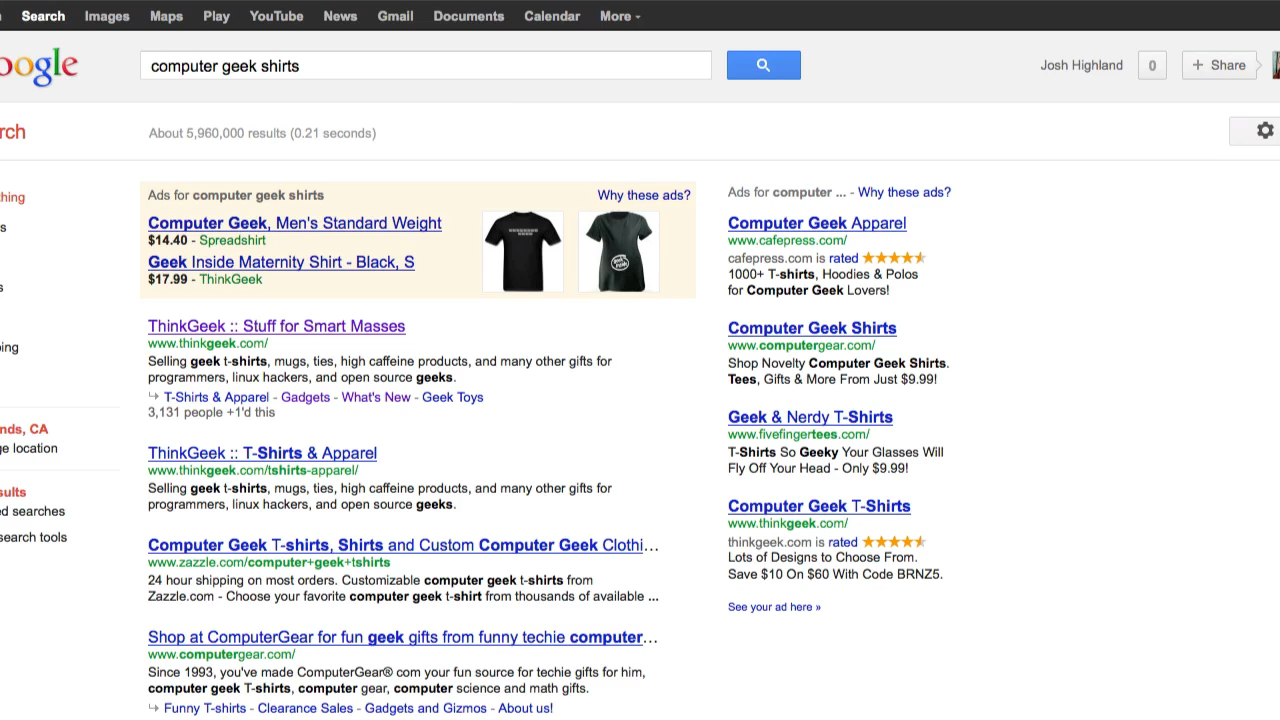 Search Images Maps Play YouTube News Gmail Documents Calendar More
oogle
computer geek shirts
Josh Highland 0 + Share
rch
About 5,960,000 results (0.21 seconds)
hing
s
s
ing
nds, CA
ge location
sults
d searches
search tools
Ads for computer geek shirts Why these ads?
Computer Geek, Men's Standard Weight
$14.40 - Spreadshirt
Geek Inside Maternity Shirt - Black, S
$17.99 - ThinkGeek
ThinkGeek :: Stuff for Smart Masses
www.thinkgeek.com/
Selling geek t-shirts, mugs, ties, high caffeine products, and many other gifts for
programmers, linux hackers, and open source geeks.
T-Shirts & Apparel - Gadgets - What's New - Geek Toys
3,131 people +1'd this
ThinkGeek :: T-Shirts & Apparel
www.thinkgeek.com/tshirts-apparel/
Selling geek t-shirts, mugs, ties, high caffeine products, and many other gifts for
programmers, linux hackers, and open source geeks.
Computer Geek T-shirts, Shirts and Custom Computer Geek Clothi...
www.zazzle.com/computer+geek+tshirts
24 hour shipping on most orders. Customizable computer geek t-shirts from
Zazzle.com - Choose your favorite computer geek t-shirt from thousands of available ...
Shop at ComputerGear for fun geek gifts from funny techie computer...
www.computergear.com/
Since 1993, you've made ComputerGear® com your fun source for techie gifts for him,
computer geek T-shirts, computer gear, computer science and math gifts.
Funny T-shirts - Clearance Sales - Gadgets and Gizmos - About us!
Ads for computer ... - Why these ads?
Computer Geek Apparel
www.cafepress.com/
cafepress.com is rated
1000+ T-shirts, Hoodies & Polos
for Computer Geek Lovers!
Computer Geek Shirts
www.computergear.com/
Shop Novelty Computer Geek Shirts.
Tees, Gifts & More From Just $9.99!
Geek & Nerdy T-Shirts
www.fivefingertees.com/
T-Shirts So Geeky Your Glasses Will
Fly Off Your Head - Only $9.99!
Computer Geek T-Shirts
www.thinkgeek.com/
thinkgeek.com is rated
Lots of Designs to Choose From.
Save $10 On $60 With Code BRNZ5.
See your ad here »